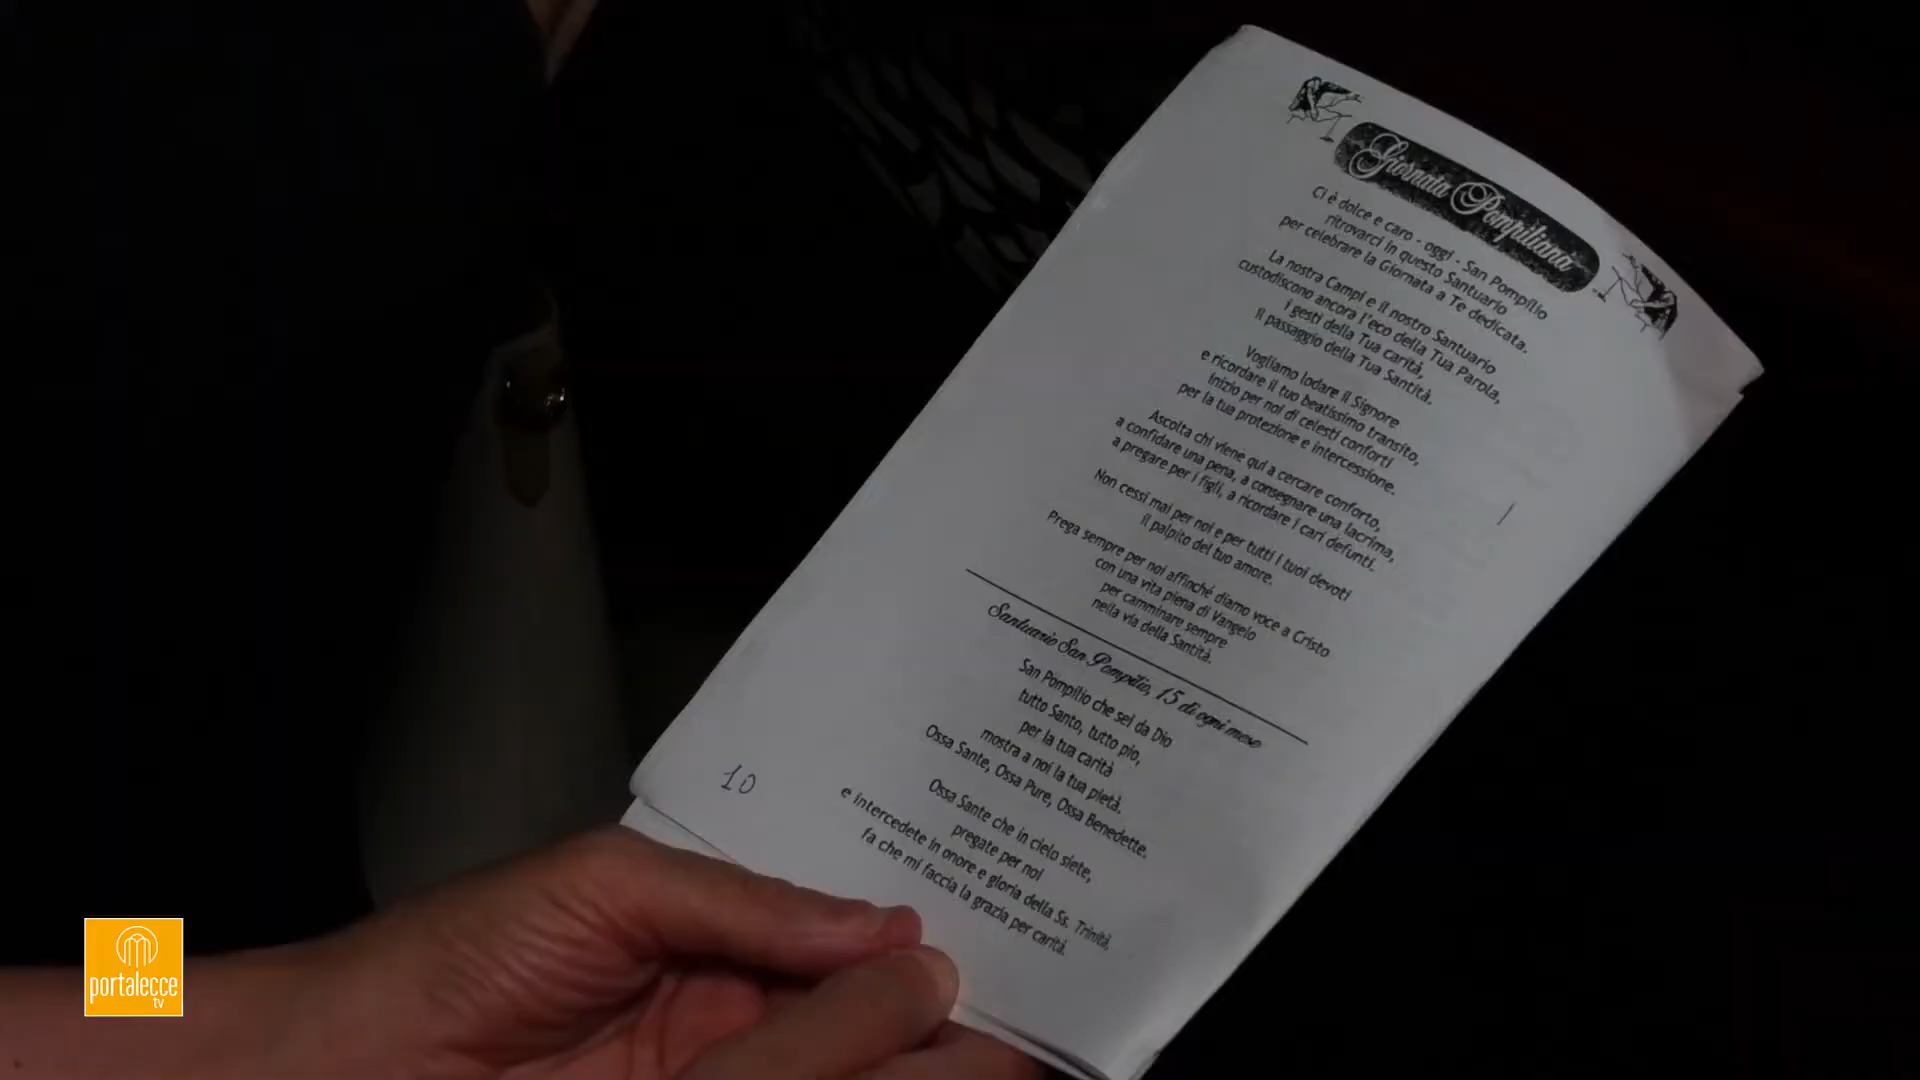 Giornata Pompiliana
Ci è dolce e caro - oggi - San Pompilio
ritrovarci in questo Santuario
per celebrare la Giornata a Te dedicata.
La nostra Campi e il nostro Santuario
custodiscono ancora l'eco della Tua Parola,
i gesti della Tua carità,
il passaggio della Tua Santità.
Vogliamo lodare il Signore
e ricordare il tuo beatissimo transito,
inizio per noi di celesti conforti
per la tua protezione e intercessione.
Ascolta chi viene qui a cercare conforto,
a confidare una pena, a consegnare una lacrima,
a pregare per i figli, a ricordare i cari defunti.
Non cessi mai per noi e per tutti i tuoi devoti
il palpito del tuo amore.
Prega sempre per noi affinché diamo voce a Cristo
con una vita piena di Vangelo
per camminare sempre
nella via della Santità.
Santuario San Pompilio, 15 di ogni mese
San Pompilio che sei da Dio
tutto Santo, tutto pio,
per la tua carità
mostra a noi la tua pietà.
Ossa Sante, Ossa Pure, Ossa Benedette.
Ossa Sante che in cielo siete,
pregate per noi
e intercedete in onore e gloria della Ss. Trinità,
fa che mi faccia la grazia per carità.
10
portalecce
tv